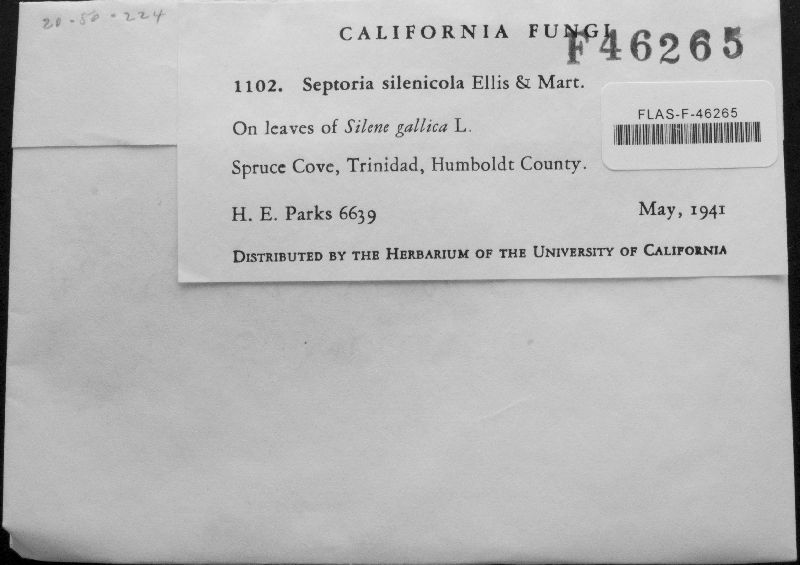 20-50-224
CALIFORNIA FUNGI
F46265
1102. Septoria silenicola Ellis & Mart.
FLAS-F-46265
On leaves of Silene gallica L.
Spruce Cove, Trinidad, Humboldt County.
H. E. Parks 6639 May, 1941
DISTRIBUTED BY THE HERBARIUM OF THE UNIVERSITY OF CALIFORNIA